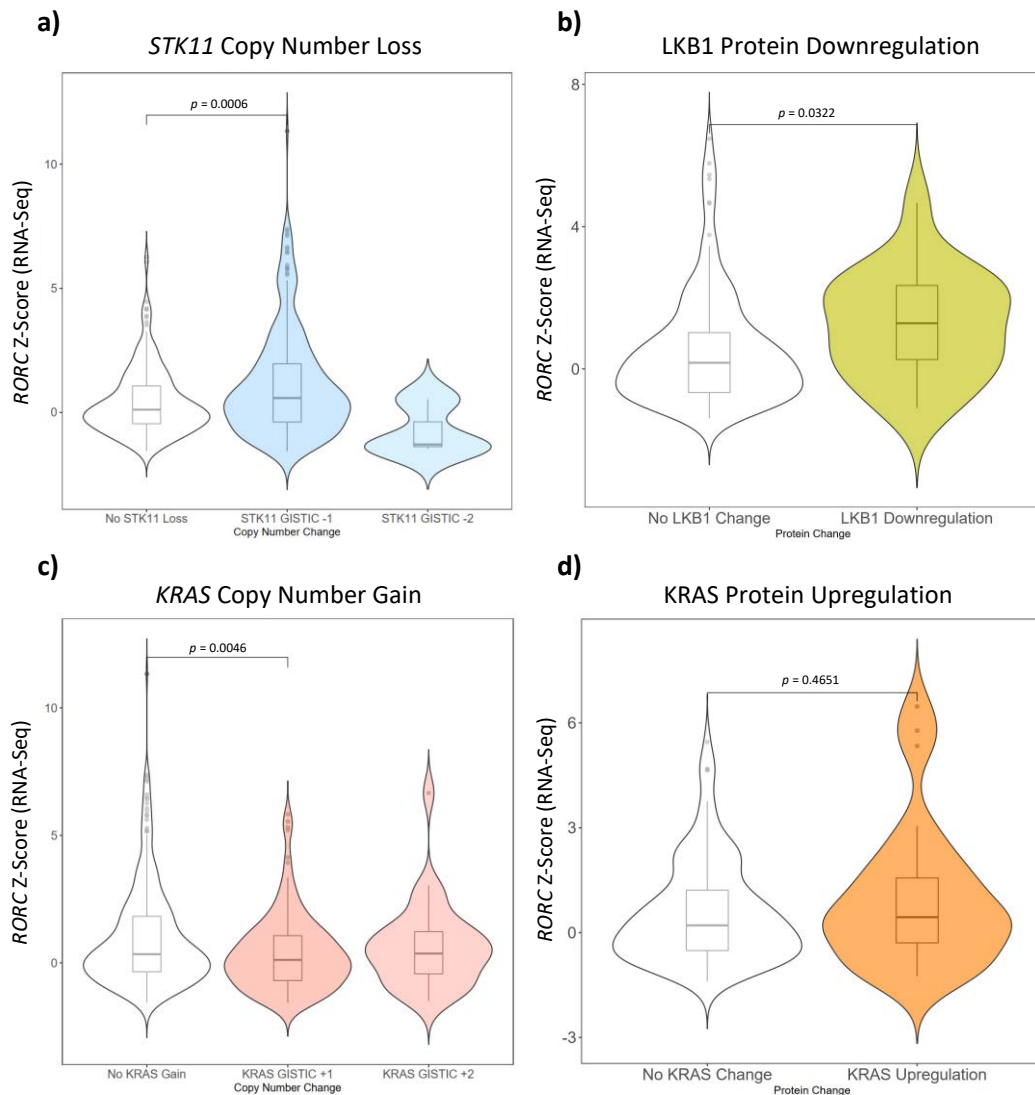 a)
STK11 Copy Number Loss
RORC Z-Score (RNA-Seq)
10
5
0
p = 0.0006
No STK11 Loss
STK11 GISTIC -1
STK11 GISTIC -2
Copy Number Change
b)
LKB1 Protein Downregulation
RORC Z-Score (RNA-Seq)
8
4
0
p = 0.0322
No LKB1 Change
LKB1 Downregulation
Protein Change
c)
KRAS Copy Number Gain
RORC Z-Score (RNA-Seq)
10
5
0
p = 0.0046
No KRAS Gain
KRAS GISTIC +1
KRAS GISTIC +2
Copy Number Change
d)
KRAS Protein Upregulation
RORC Z-Score (RNA-Seq)
6
3
0
-3
p = 0.4651
No KRAS Change
KRAS Upregulation
Protein Change